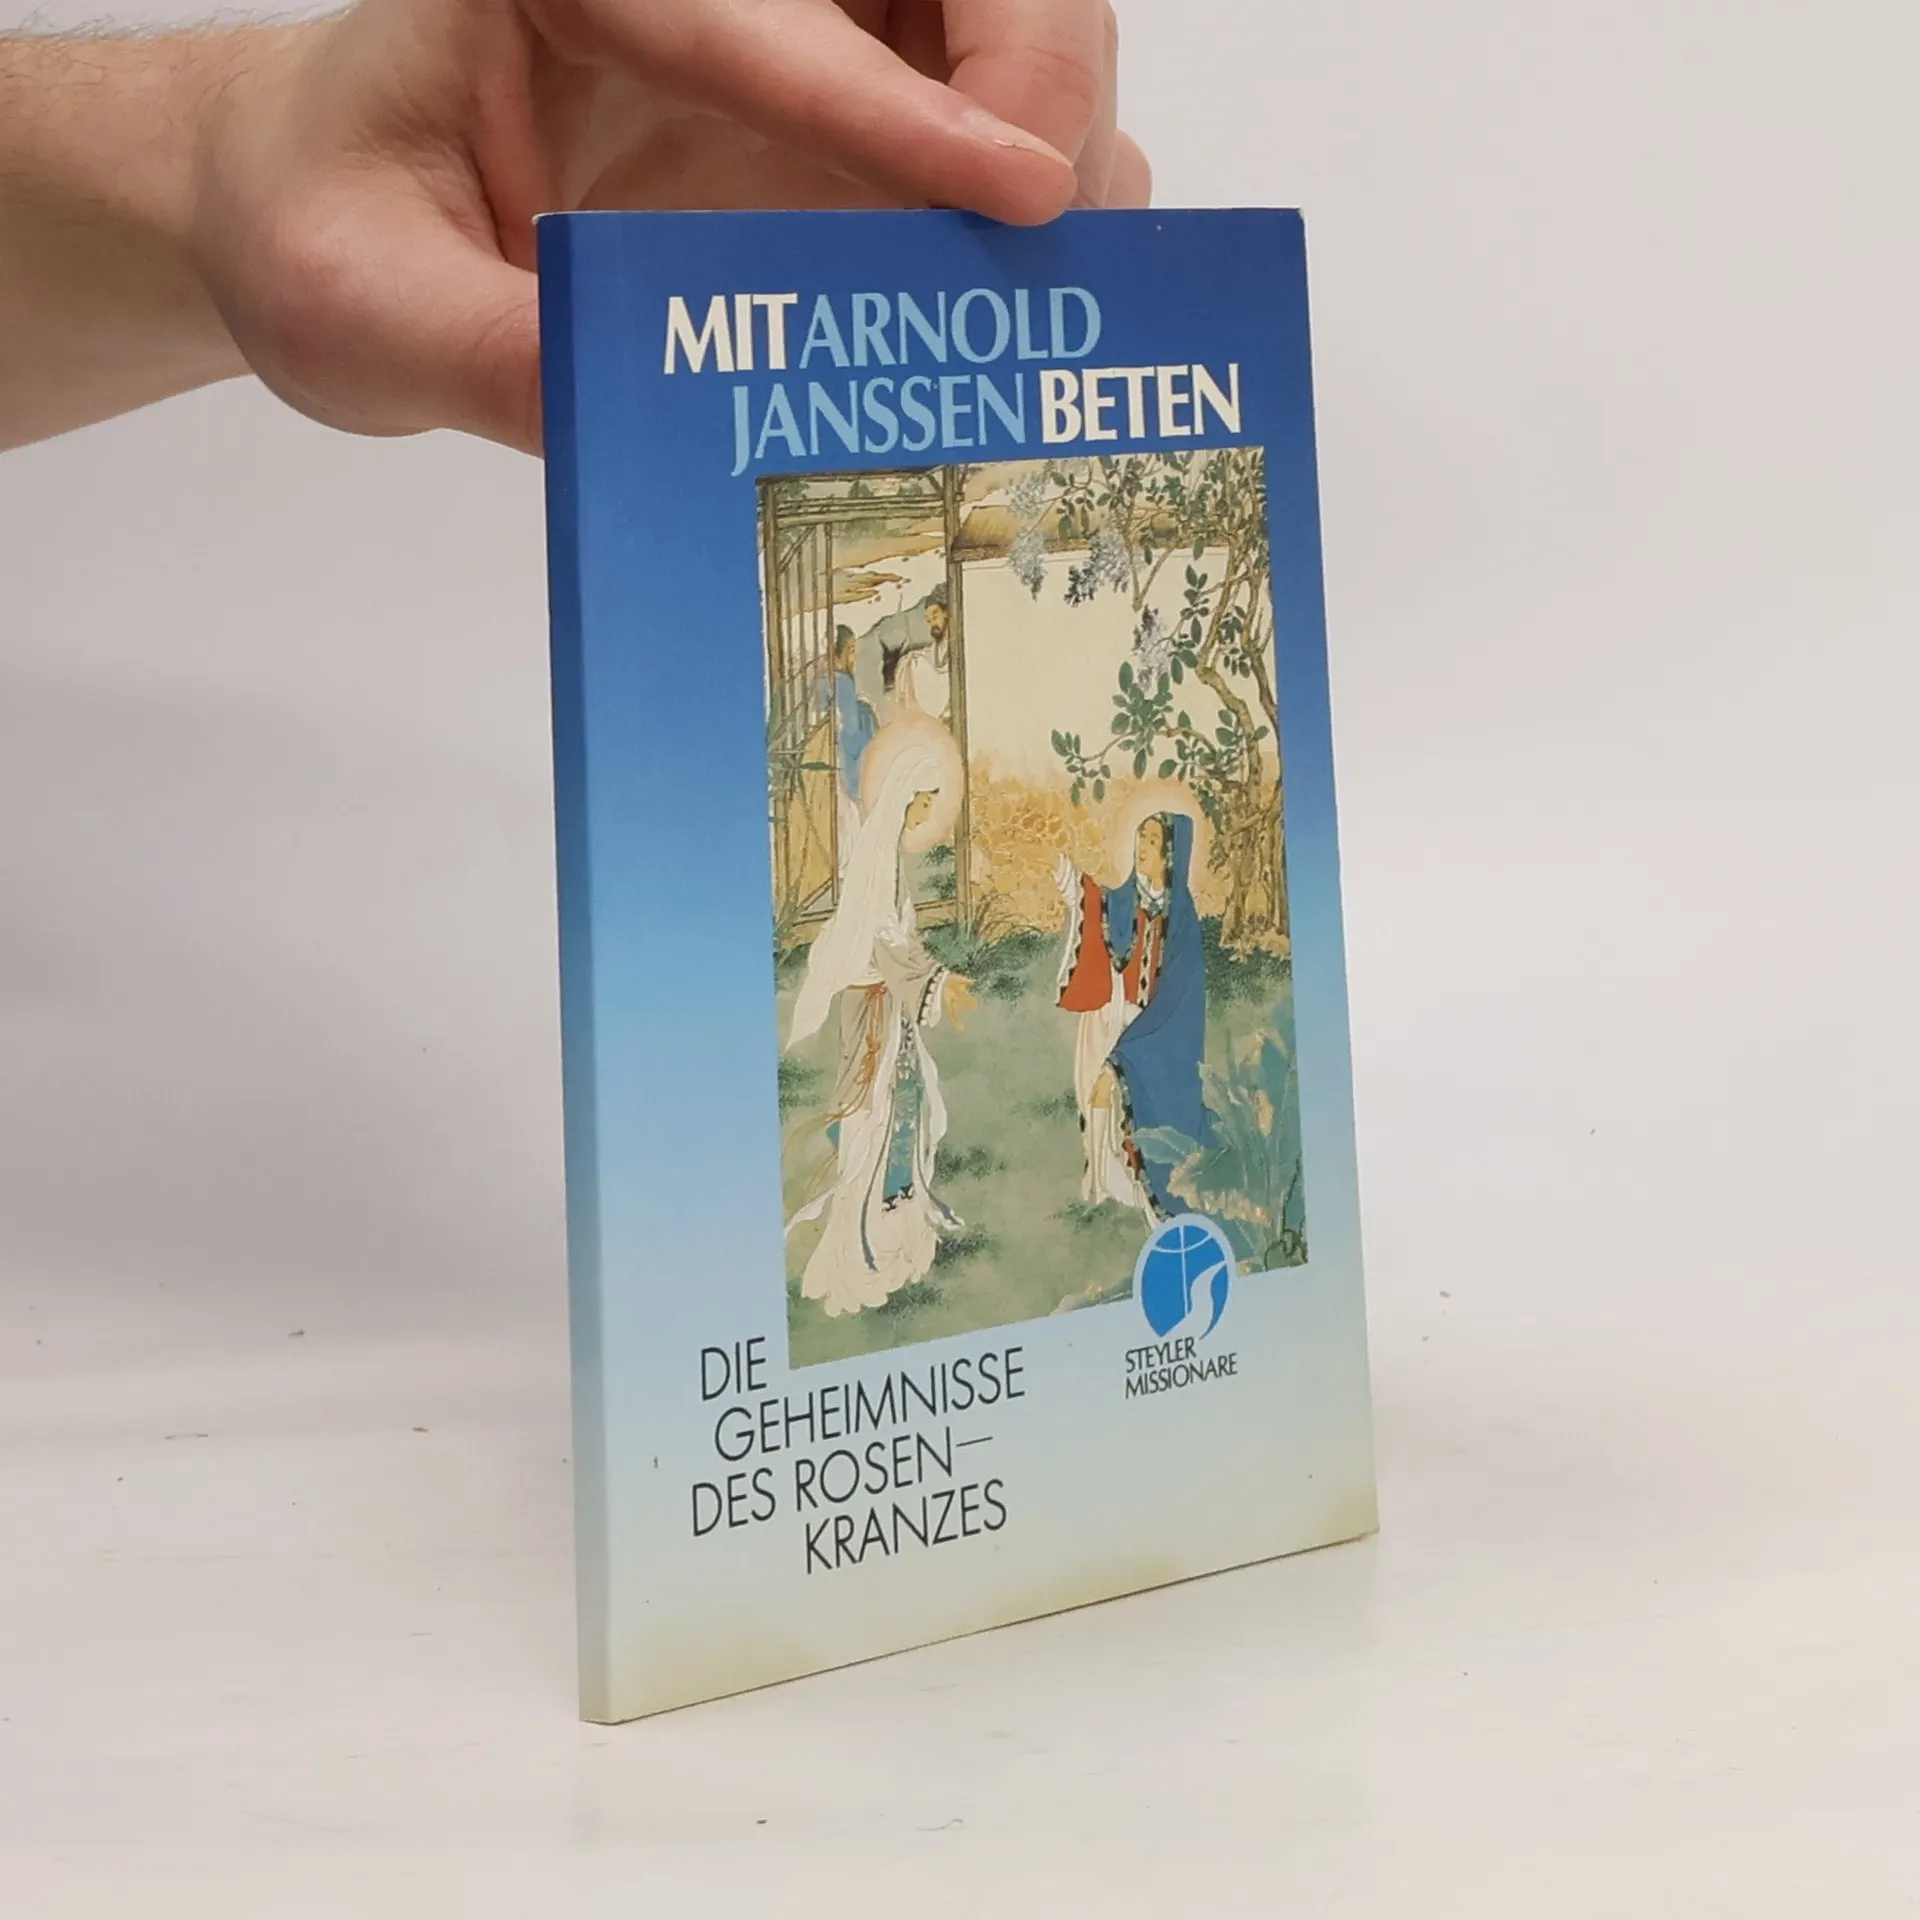 MIT ARNOLD
JANSSEN BETEN
STEYLER
MISSIONARE
DIE
GEHEIMNISSE
DES ROSEN—
KRANZES